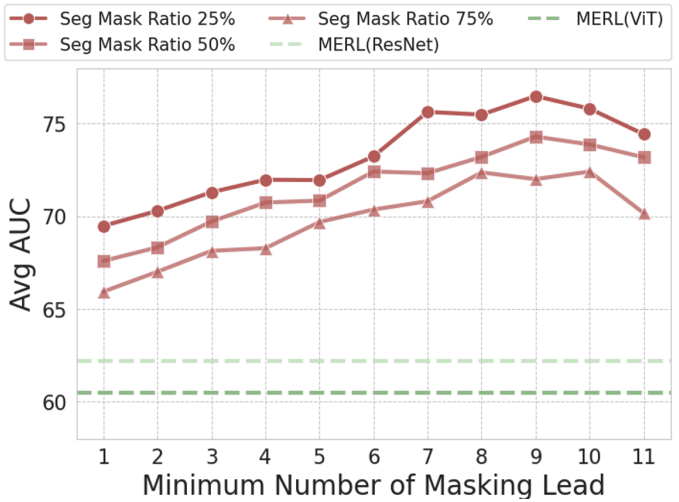 Seg Mask Ratio 25%
Seg Mask Ratio 50%
Seg Mask Ratio 75%
MERL(ResNet)
MERL(ViT)
Avg AUC
75
70
65
60
1 2 3 4 5 6 7 8 9 10 11
Minimum Number of Masking Lead